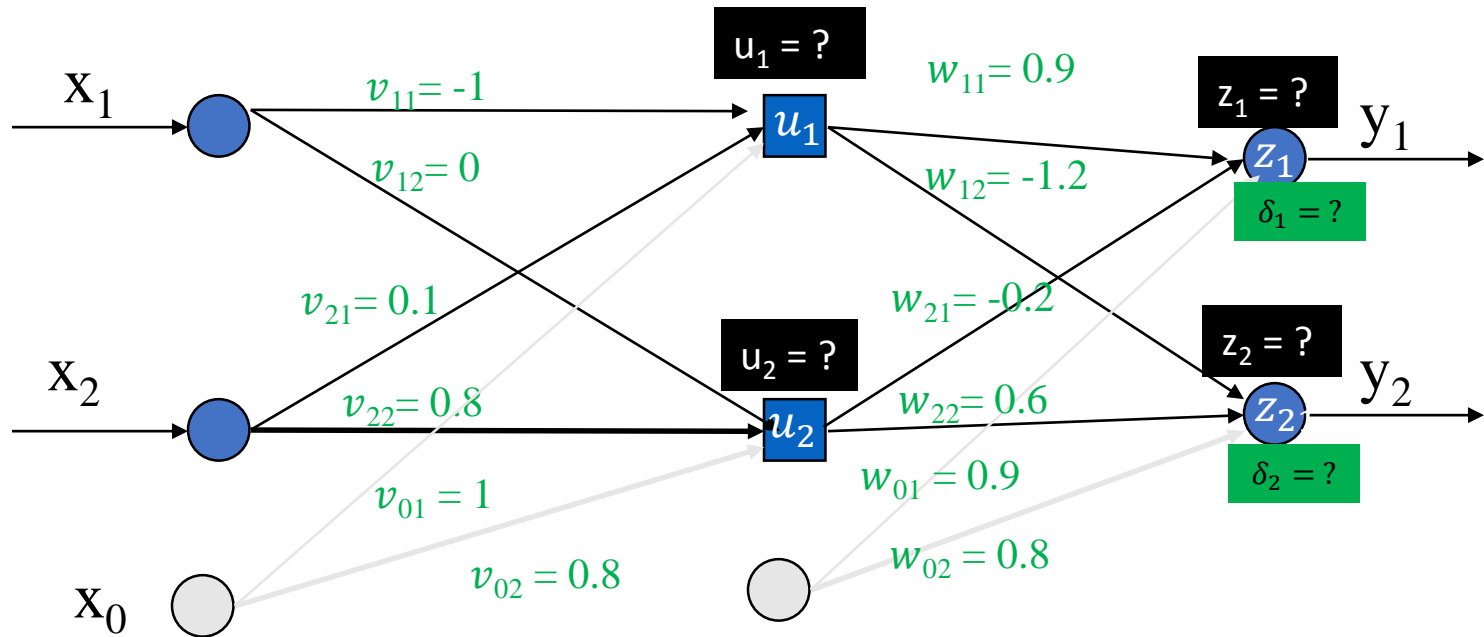 u₁ = ?
w₁₁= 0.9
x₁
v₁₁= -1
z₁ = ?
y₁
u₁
z₁
v₁₂= 0
w₁₂= -1.2
δ₁ = ?
v₂₁= 0.1
w₂₁= -0.2
u₂ = ?
z₂ = ?
x₂
y₂
v₂₂= 0.8
w₂₂= 0.6
u₂
z₂
v₀₁ = 1
w₀₁ = 0.9
δ₂ = ?
v₀₂ = 0.8
w₀₂ = 0.8
x₀